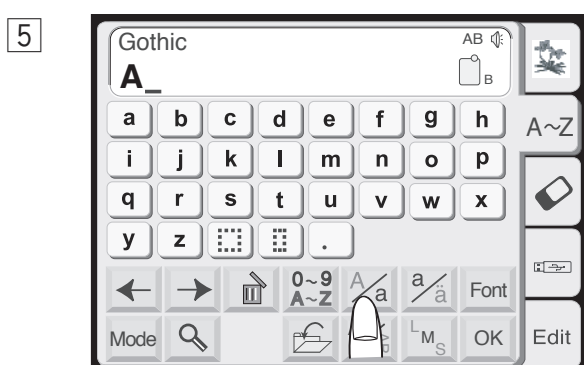 5
Gothic AB
A_ B
a b c d e f g h A~Z
i j k l m n o p
q r s t u v w x
y z .
0~9 A/a a/ä Font
A~Z
Mode L M S OK Edit